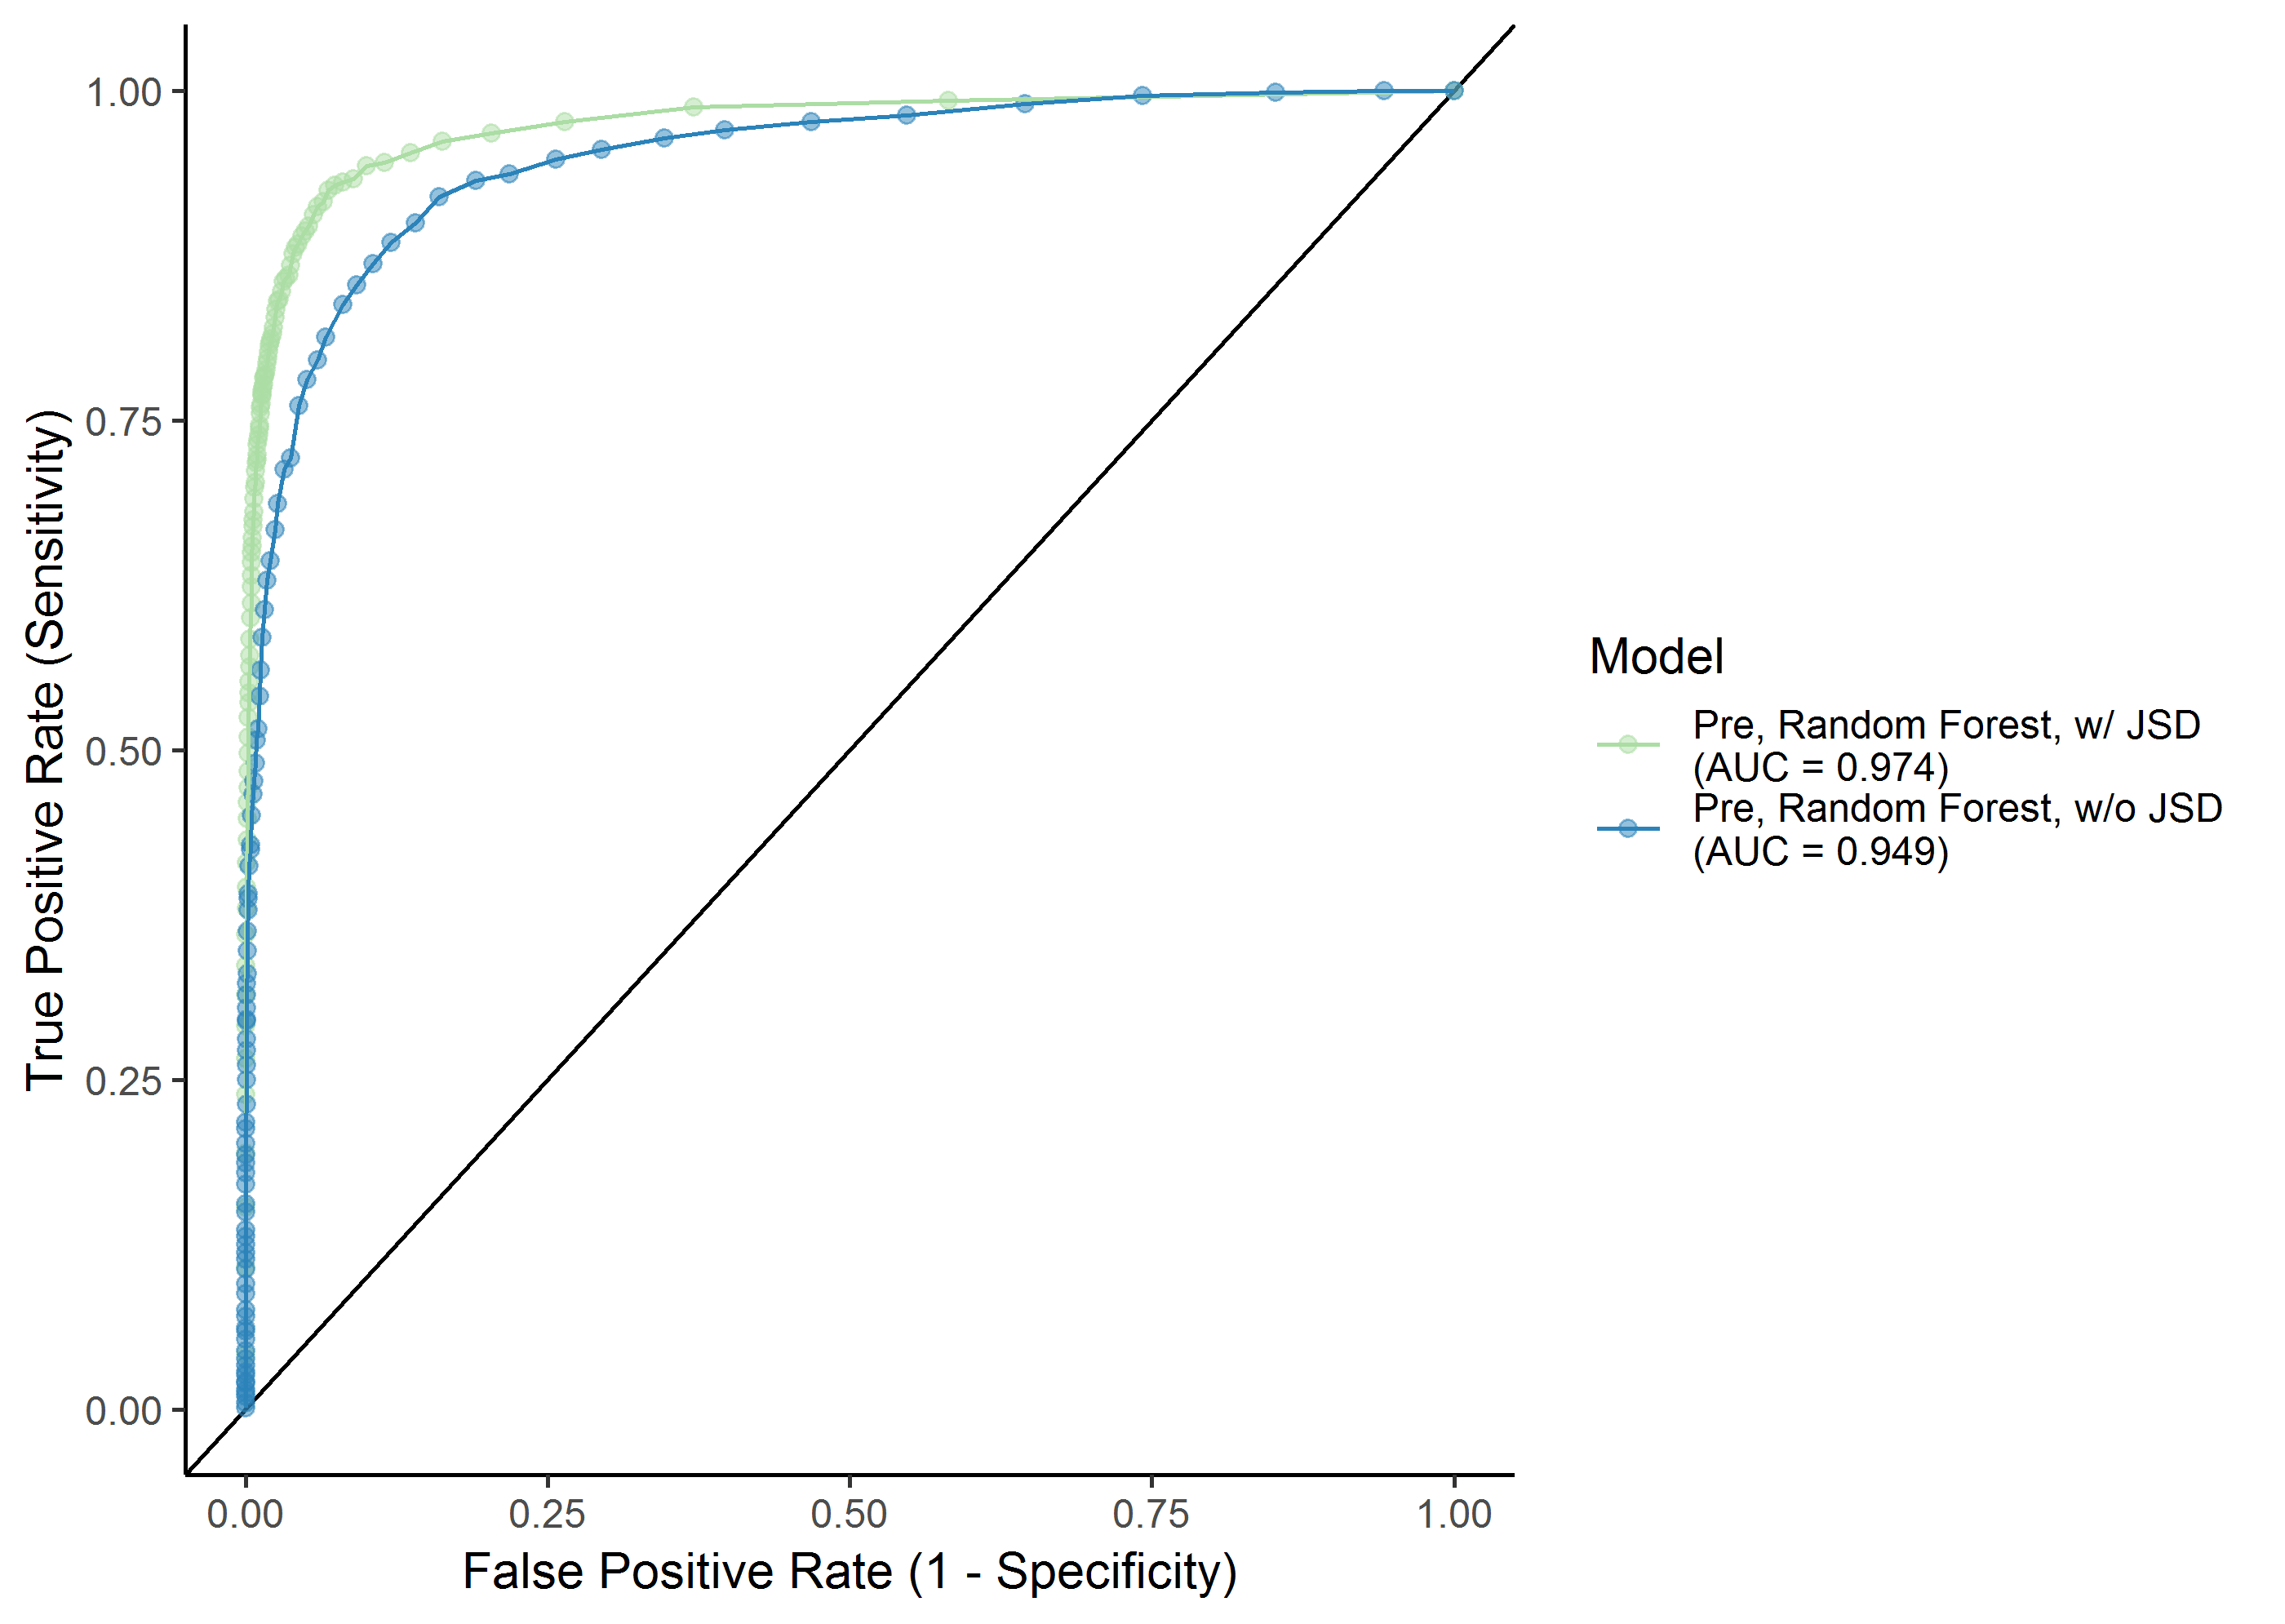 True Positive Rate (Sensitivity)
1.00
0.75
0.50
0.25
0.00
0.00 0.25 0.50 0.75 1.00
False Positive Rate (1 - Specificity)
Model
Pre, Random Forest, w/ JSD
(AUC = 0.974)
Pre, Random Forest, w/o JSD
(AUC = 0.949)